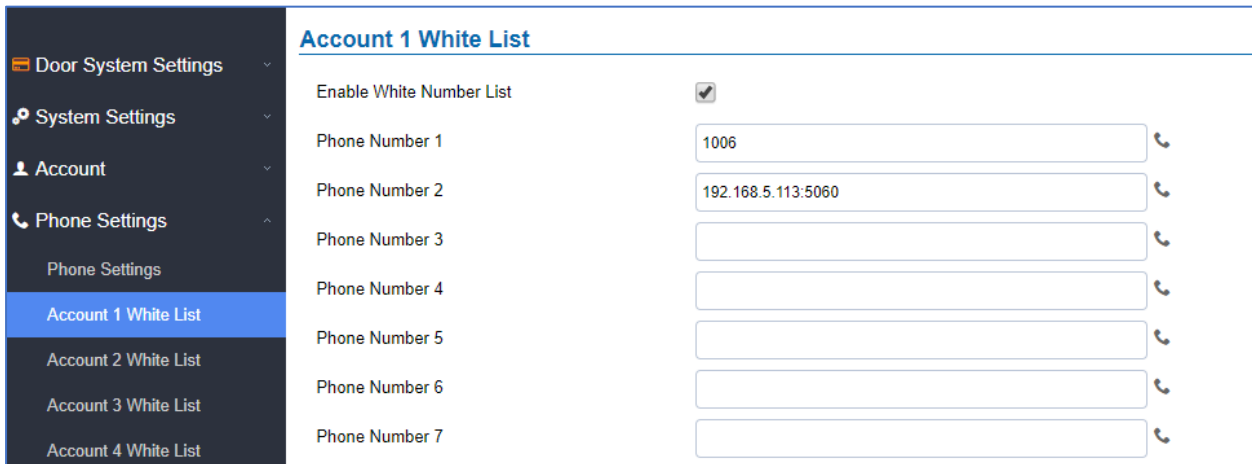 Door System Settings
System Settings
Account
Phone Settings
Phone Settings
Account 1 White List
Account 2 White List
Account 3 White List
Account 4 White List
Account 1 White List
Enable White Number List
Phone Number 1 1006
Phone Number 2 192.168.5.113:5060
Phone Number 3
Phone Number 4
Phone Number 5
Phone Number 6
Phone Number 7